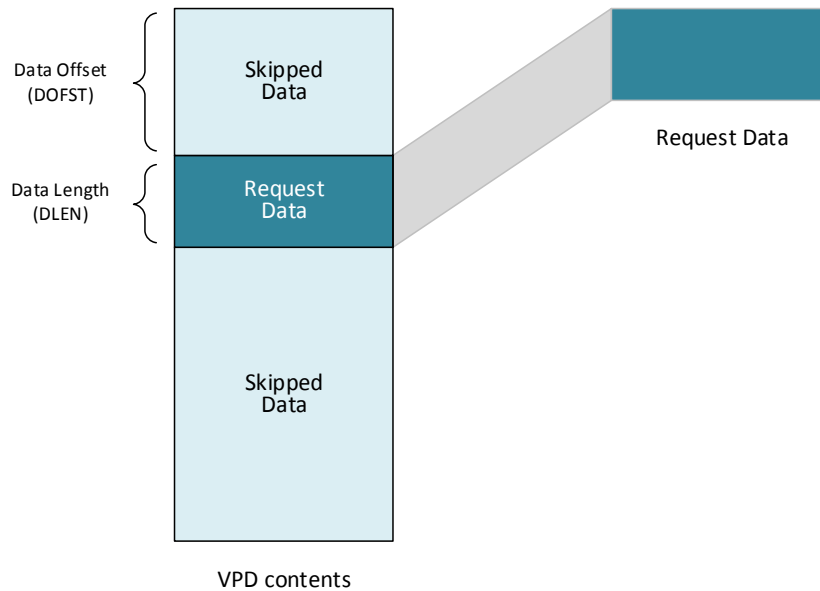 Data Offset
(DOFST)
Skipped
Data
Request Data
Data Length
(DLEN)
Request
Data
Skipped
Data
VPD contents